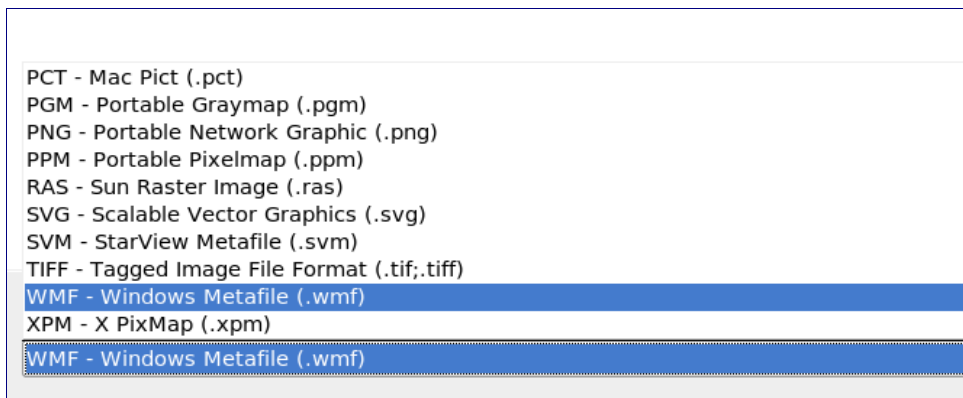 PCT - Mac Pict (.pct)
PGM - Portable Graymap (.pgm)
PNG - Portable Network Graphic (.png)
PPM - Portable Pixelmap (.ppm)
RAS - Sun Raster Image (.ras)
SVG - Scalable Vector Graphics (.svg)
SVM - StarView Metafile (.svm)
TIFF - Tagged Image File Format (.tif;.tiff)
WMF - Windows Metafile (.wmf)
XPM - X PixMap (.xpm)
WMF - Windows Metafile (.wmf)